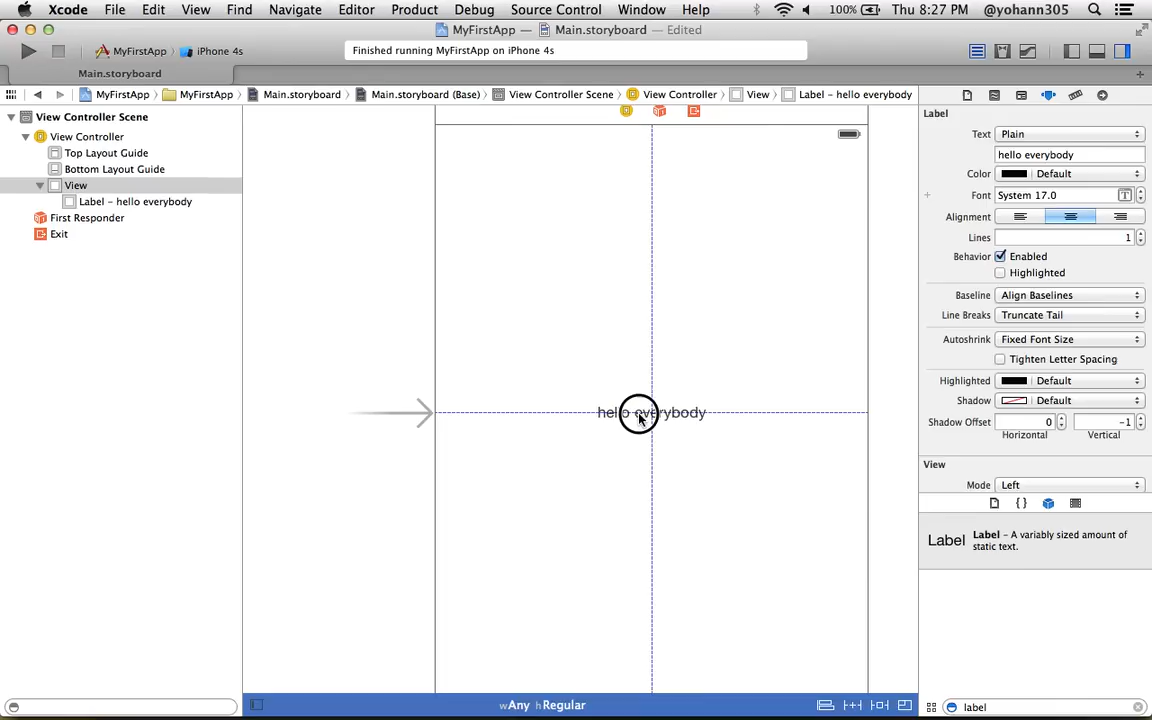 Xcode File Edit View Find Navigate Editor Product Debug Source Control Window Help 100% Thu 8:27 PM @yohann305
Main.storyboard — Edited
MyFirstApp iPhone 4s
Finished running MyFirstApp on iPhone 4s
Main.storyboard
MyFirstApp MyFirstApp Main.storyboard Main.storyboard (Base) View Controller Scene View Controller View Label – hello everybody
View Controller Scene
View Controller
Top Layout Guide
Bottom Layout Guide
View
Label – hello everybody
First Responder
Exit
hello everybody
wAny hRegular
Label
Text Plain
hello everybody
Color Default
Font System 17.0 T
Alignment
Lines 1
Behavior Enabled
Highlighted
Baseline Align Baselines
Line Breaks Truncate Tail
Autoshrink Fixed Font Size
Tighten Letter Spacing
Highlighted Default
Shadow Default
Shadow Offset 0 −1
Horizontal Vertical
View
Mode Left
{ }
Label Label – A variably sized amount of
static text.
label